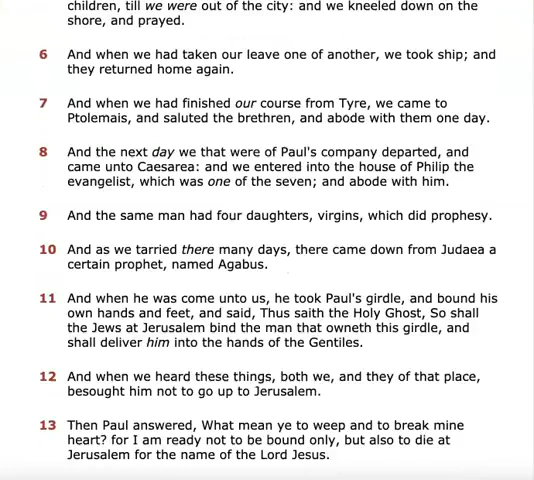 children, till we were out of the city: and we kneeled down on the
shore, and prayed.
6 And when we had taken our leave one of another, we took ship; and
they returned home again.
7 And when we had finished our course from Tyre, we came to
Ptolemais, and saluted the brethren, and abode with them one day.
8 And the next day we that were of Paul's company departed, and
came unto Caesarea: and we entered into the house of Philip the
evangelist, which was one of the seven; and abode with him.
9 And the same man had four daughters, virgins, which did prophesy.
10 And as we tarried there many days, there came down from Judaea a
certain prophet, named Agabus.
11 And when he was come unto us, he took Paul's girdle, and bound his
own hands and feet, and said, Thus saith the Holy Ghost, So shall
the Jews at Jerusalem bind the man that owneth this girdle, and
shall deliver him into the hands of the Gentiles.
12 And when we heard these things, both we, and they of that place,
besought him not to go up to Jerusalem.
13 Then Paul answered, What mean ye to weep and to break mine
heart? for I am ready not to be bound only, but also to die at
Jerusalem for the name of the Lord Jesus.